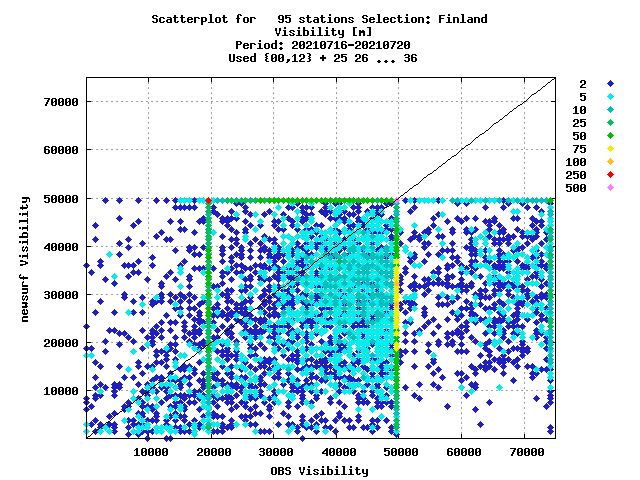 Scatterplot for   95 stations Selection: Finland
Visibility [m]
Period: 20210716-20210720
Used {00,12} + 25 26 ... 36
2
5
10
25
50
75
100
250
500
70000
60000
50000
40000
30000
20000
10000
newsurf Visibility
10000 20000 30000 40000 50000 60000 70000
OBS Visibility